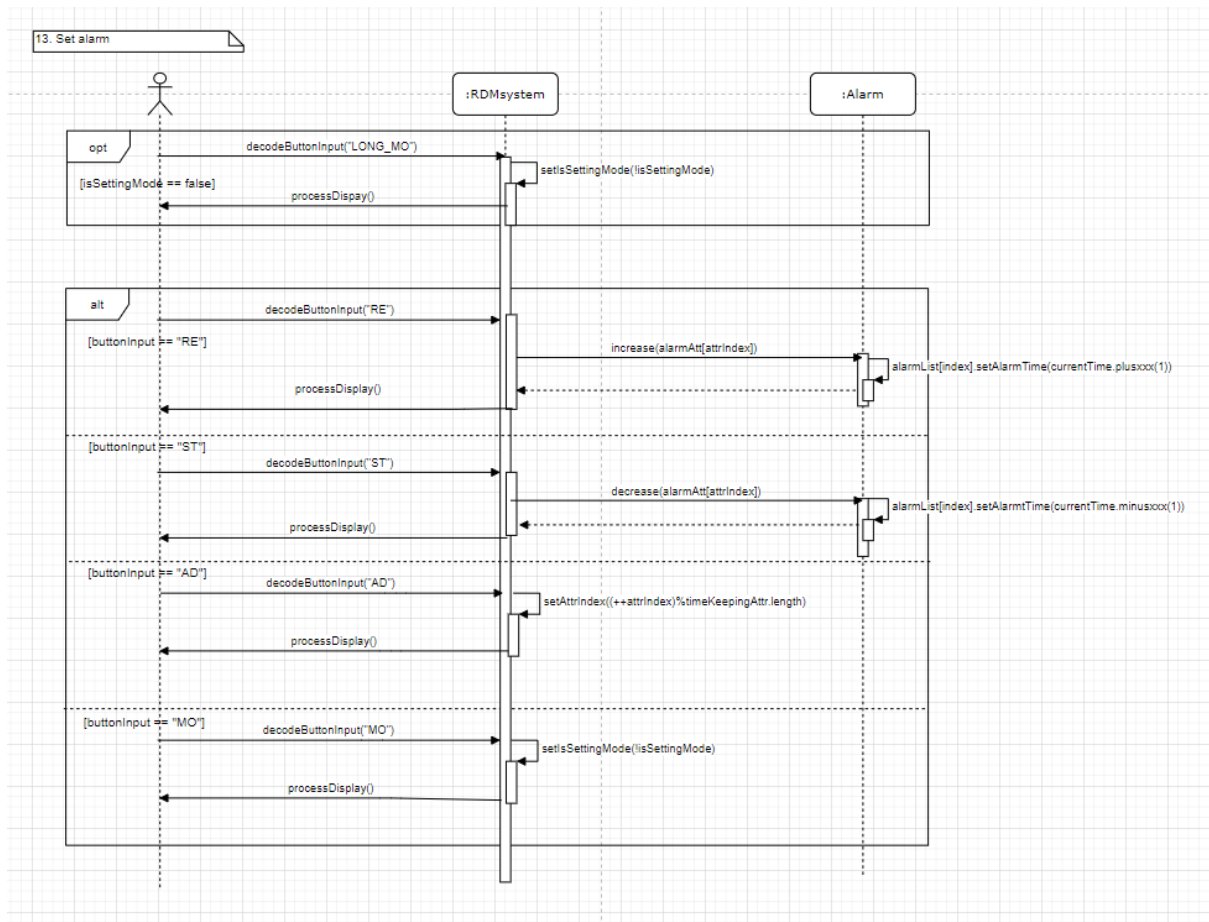 13. Set alarm
:RDMsystem
:Alarm
opt
decodeButtonInput("LONG_MO")
setIsSettingMode(!isSettingMode)
[isSettingMode == false]
processDispay()
alt
decodeButtonInput("RE")
[buttonInput == "RE"]
increase(alarmAtt[attrIndex])
alarmList[index].setAlarmTime(currentTime.plusxxx(1))
processDisplay()
[buttonInput == "ST"]
decodeButtonInput("ST")
decrease(alarmAtt[attrIndex])
alarmList[index].setAlarmtTime(currentTime.minusxxx(1))
processDisplay()
[buttonInput == "AD"]
decodeButtonInput("AD")
setAttrIndex((++attrIndex)%timeKeepingAttr.length)
processDisplay()
[buttonInput == "MO"]
decodeButtonInput("MO")
setIsSettingMode(!isSettingMode)
processDisplay()